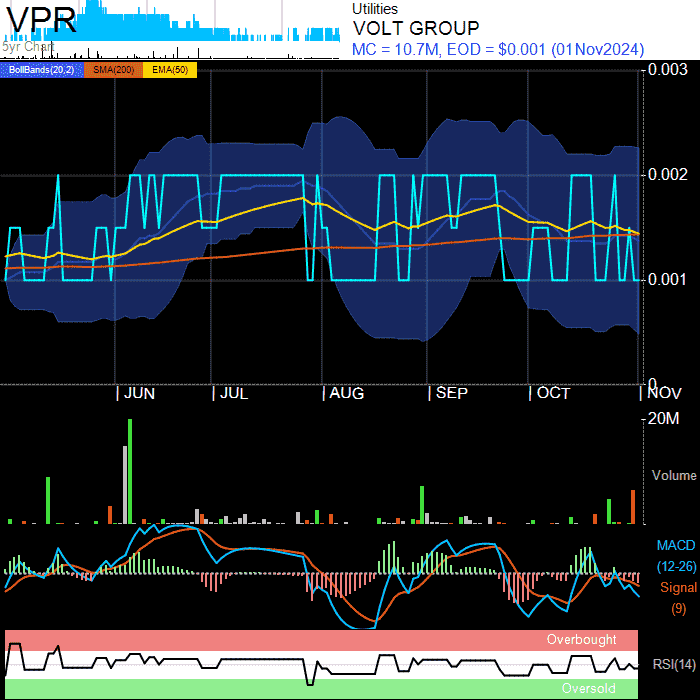 VPR
5yr Chart
Utilities
VOLT GROUP
MC = 10.7M, EOD = $0.001 (01Nov2024)
BollBands(20,2) SMA(200) EMA(50)
0.003
0.002
0.001
0
JUN JUL AUG SEP OCT NOV
20M
Volume
MACD
(12-26)
Signal
(9)
Overbought
RSI(14)
Oversold